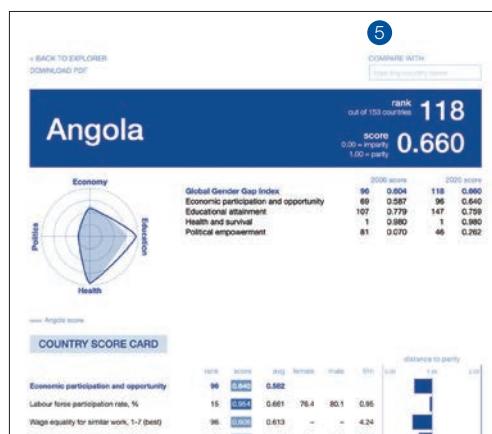 5
< BACK TO EXPLORER
DOWNLOAD PDF
COMPARE WITH
Angola
rank
out of 153 countries
118
score
0.00 = imparity
1.00 = parity
0.660
2006 score 2020 score
Global Gender Gap Index 96 0.604 118 0.660
Economic participation and opportunity 69 0.587 96 0.640
Educational attainment 107 0.779 147 0.759
Health and survival 1 0.980 1 0.980
Political empowerment 81 0.070 46 0.262
Economy
Politics
Education
Health
Angola score
COUNTRY SCORE CARD
distance to parity
rank score avg female male f/m 0.00 1.00 2.00
Economic participation and opportunity 96 0.640 0.582
Labour force participation rate, % 15 0.954 0.661 76.4 80.1 0.95
Wage equality for similar work, 1-7 (best) 96 0.606 0.613 – – 4.24